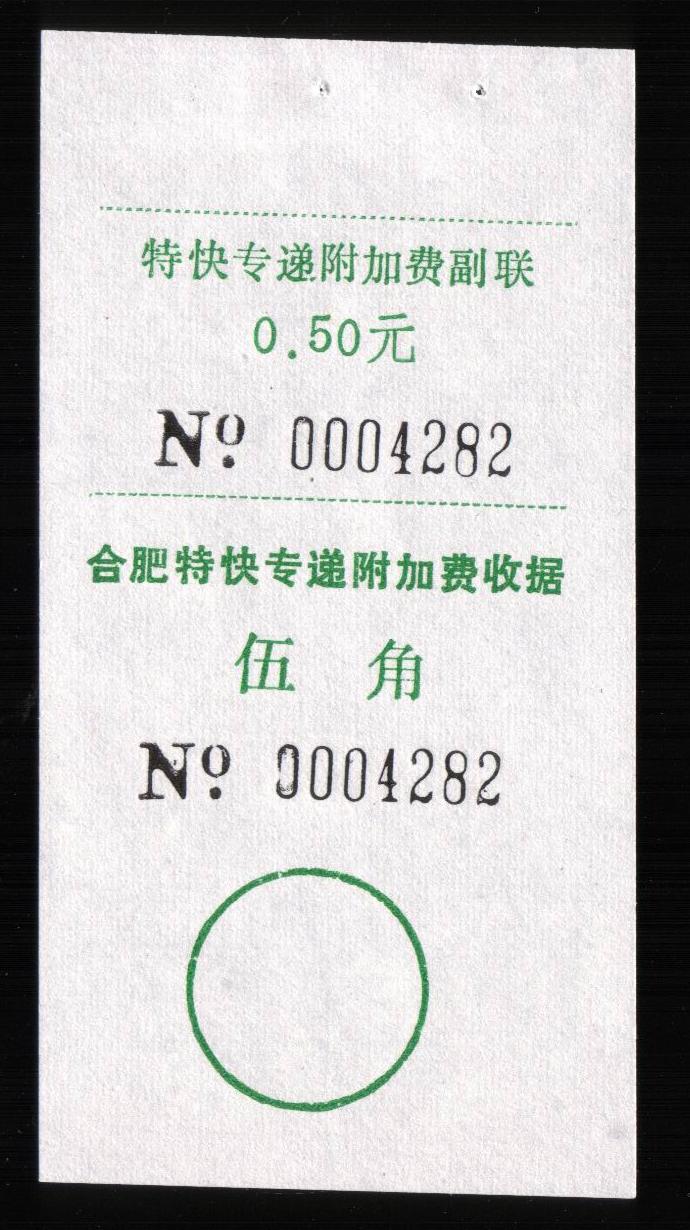 特快专递附加费副联
0.50元
Nº 0004282
合肥特快专递附加费收据
伍 角
Nº 0004282